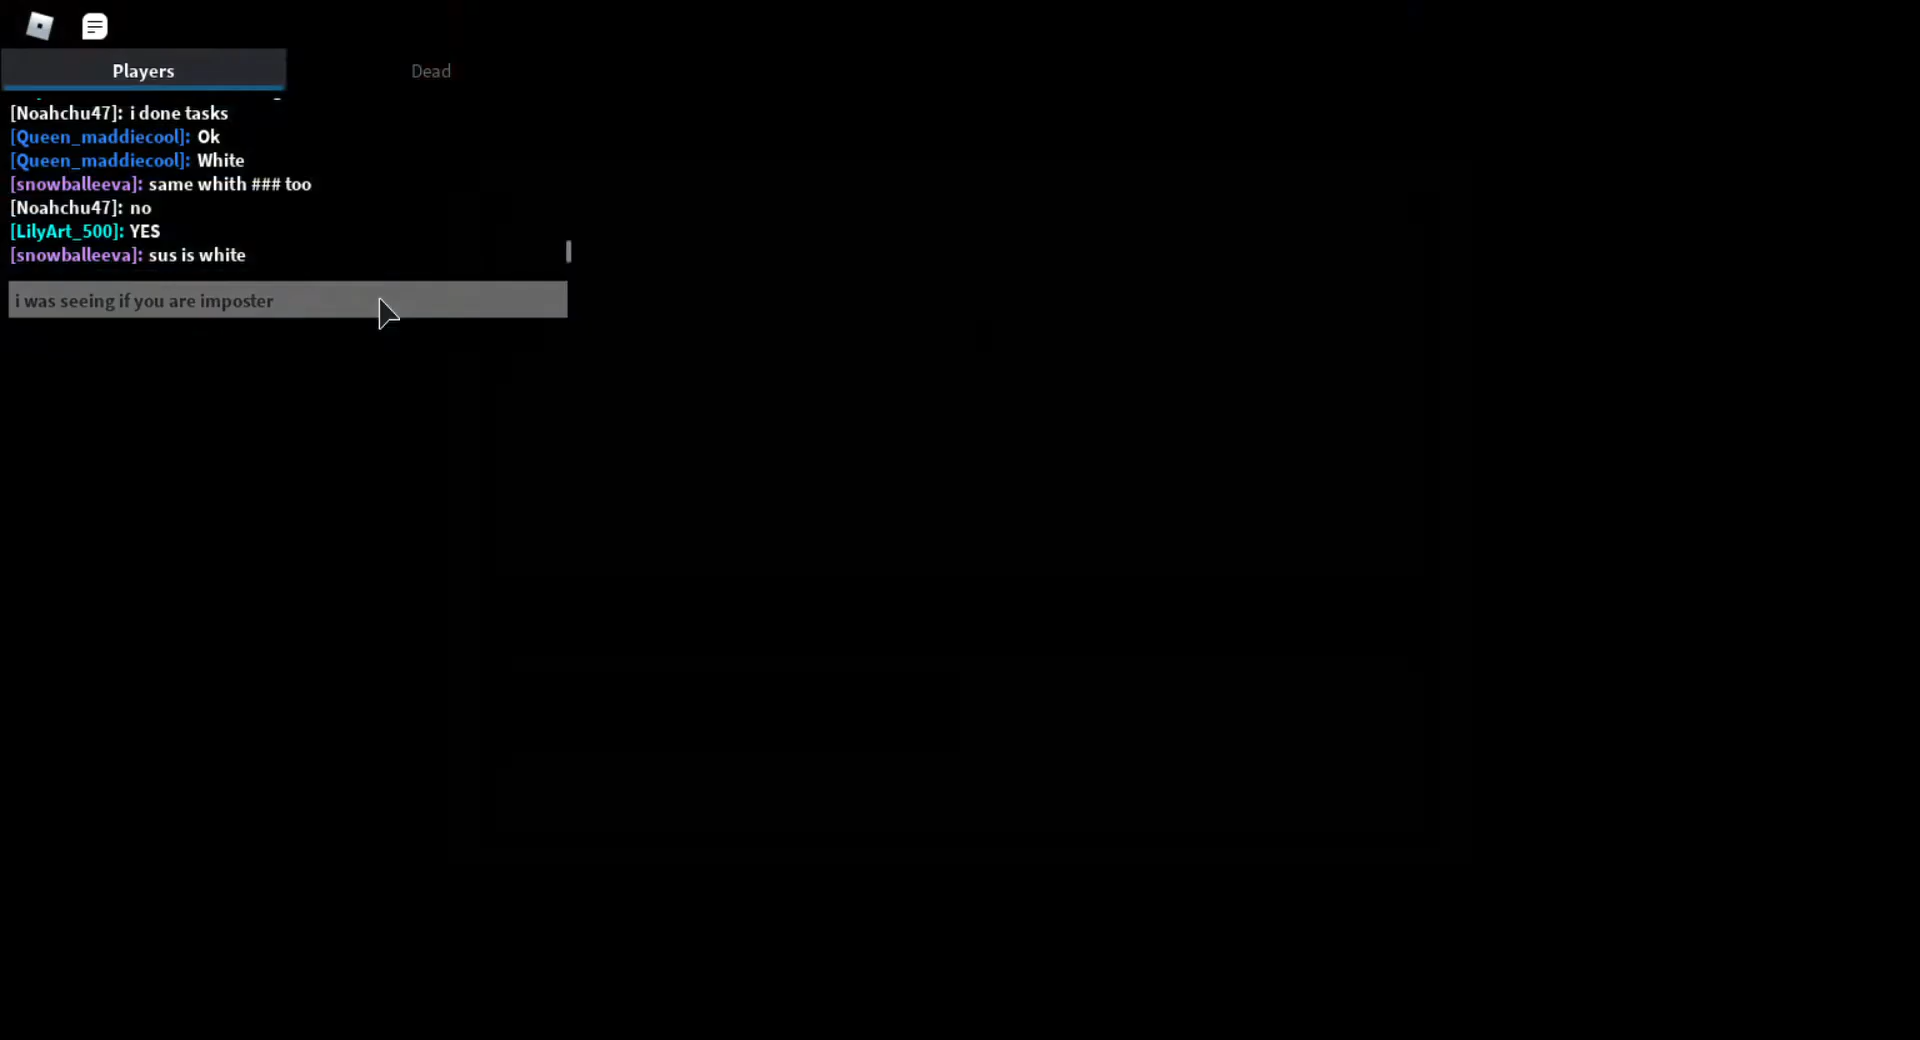 Players
Dead
[Noahchu47]: i done tasks
[Queen_maddiecool]: Ok
[Queen_maddiecool]: White
[snowballeeva]: same whith ### too
[Noahchu47]: no
[LilyArt_500]: YES
[snowballeeva]: sus is white
i was seeing if you are imposter